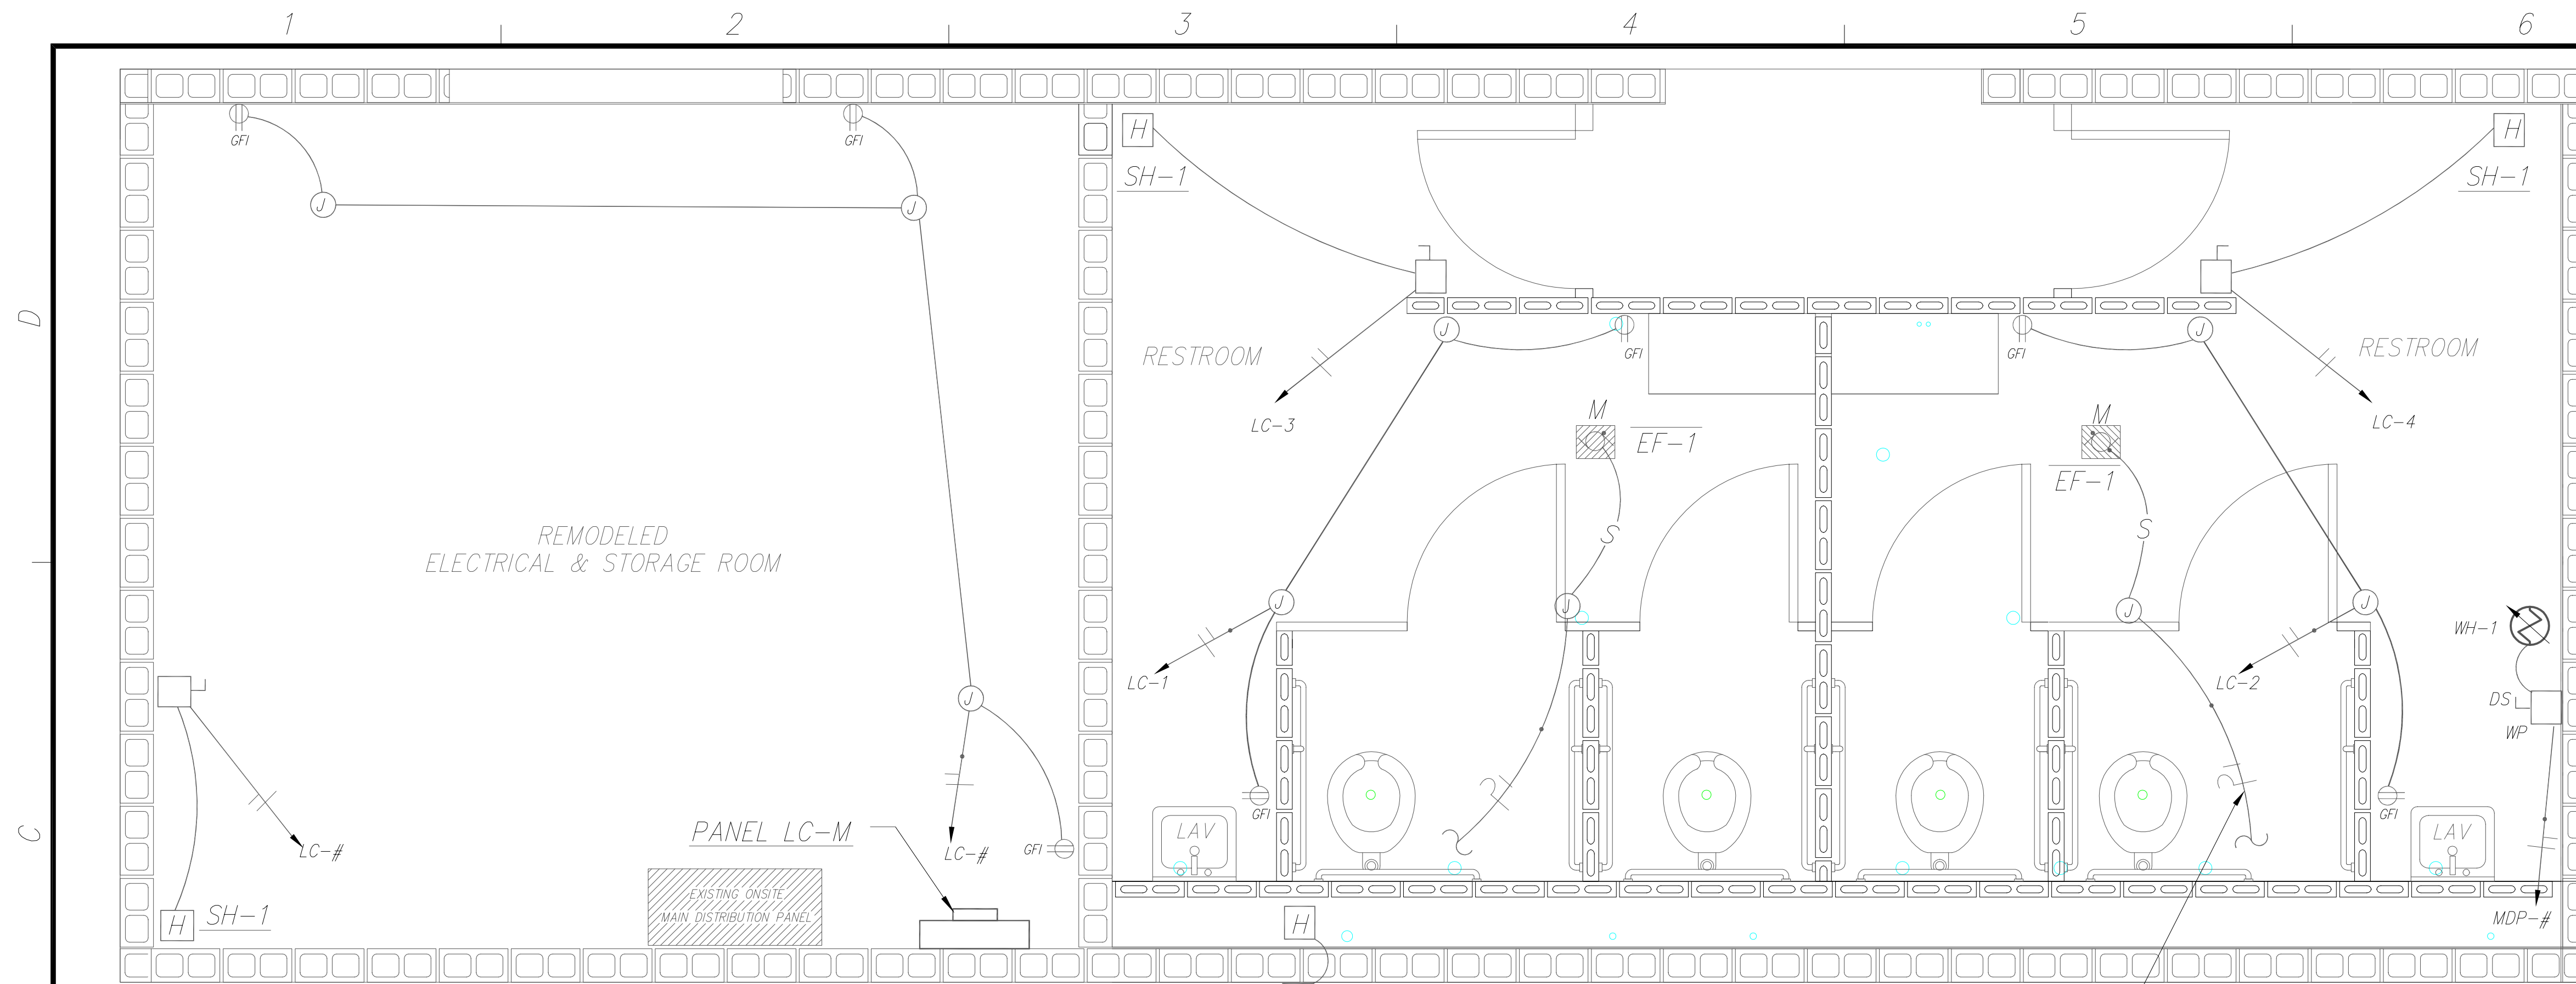 1
2
3
4
5
6
D
C
GFI
GFI
J
J
REMODELED
ELECTRICAL & STORAGE ROOM
LC-#
H
SH-1
J
LC-#
GFI
PANEL LC-M
EXISTING ONSITE
MAIN DISTRIBUTION PANEL
H
SH-1
RESTROOM
LC-3
J
GFI
M
EF-1
S
J
J
LC-1
GFI
LAV
H
H
SH-1
RESTROOM
LC-4
GFI
J
M
EF-1
S
J
J
LC-2
GFI
LAV
WH-1
DS
WP
MDP-#